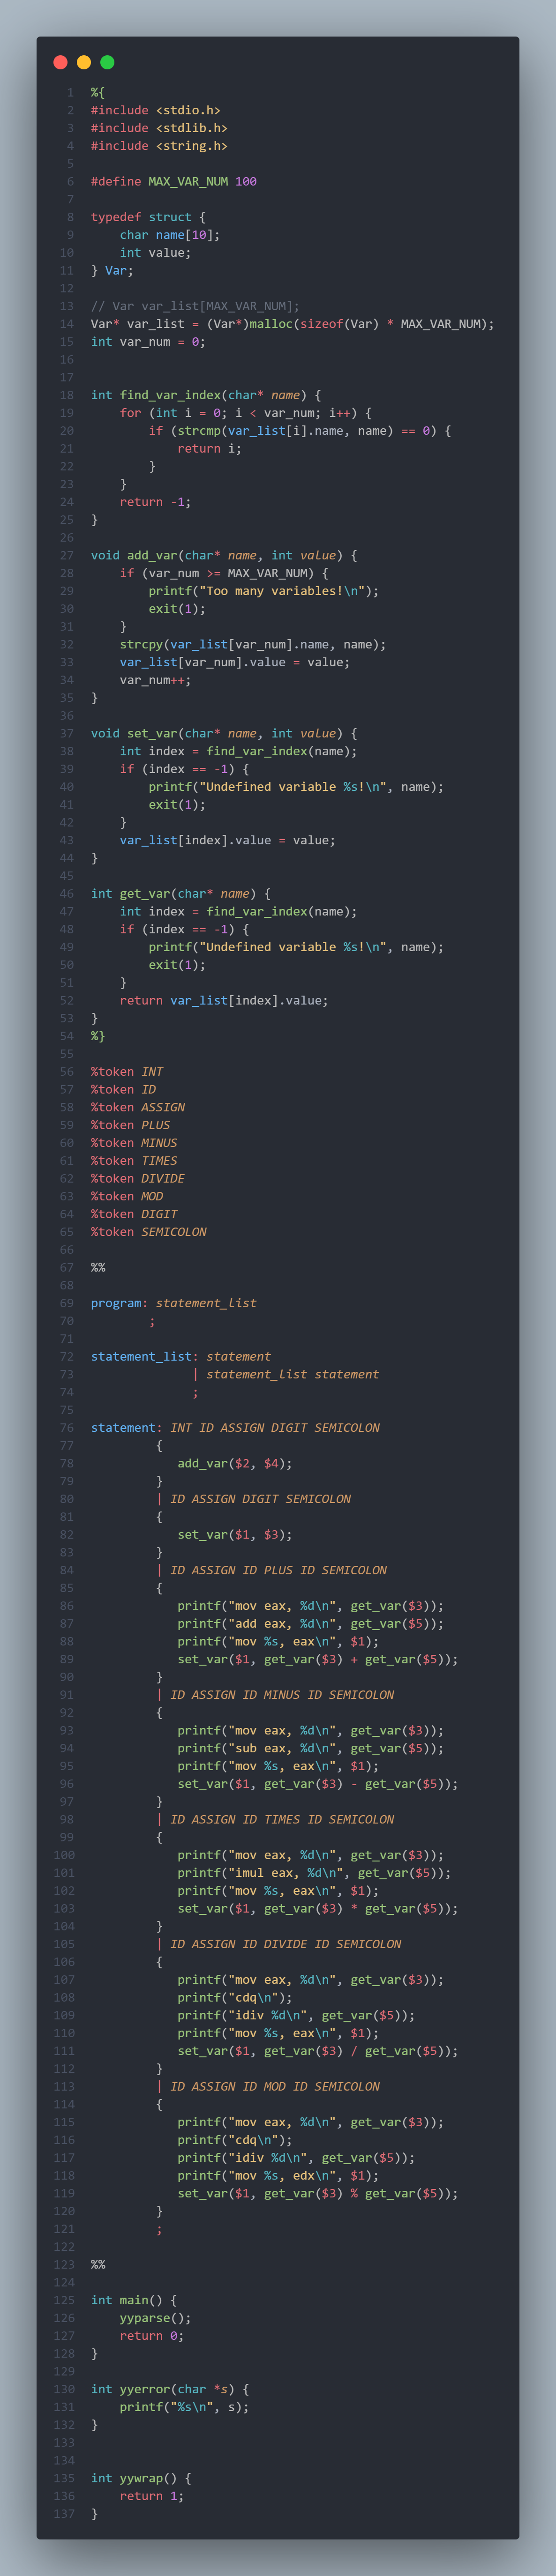 1 %{
2 #include <stdio.h>
3 #include <stdlib.h>
4 #include <string.h>
5
6 #define MAX_VAR_NUM 100
7
8 typedef struct {
9     char name[10];
10     int value;
11 } Var;
12
13 // Var var_list[MAX_VAR_NUM];
14 Var* var_list = (Var*)malloc(sizeof(Var) * MAX_VAR_NUM);
15 int var_num = 0;
16
17
18 int find_var_index(char* name) {
19     for (int i = 0; i < var_num; i++) {
20         if (strcmp(var_list[i].name, name) == 0) {
21             return i;
22         }
23     }
24     return -1;
25 }
26
27 void add_var(char* name, int value) {
28     if (var_num >= MAX_VAR_NUM) {
29         printf("Too many variables!\n");
30         exit(1);
31     }
32     strcpy(var_list[var_num].name, name);
33     var_list[var_num].value = value;
34     var_num++;
35 }
36
37 void set_var(char* name, int value) {
38     int index = find_var_index(name);
39     if (index == -1) {
40         printf("Undefined variable %s!\n", name);
41         exit(1);
42     }
43     var_list[index].value = value;
44 }
45
46 int get_var(char* name) {
47     int index = find_var_index(name);
48     if (index == -1) {
49         printf("Undefined variable %s!\n", name);
50         exit(1);
51     }
52     return var_list[index].value;
53 }
54 %}
55
56 %token INT
57 %token ID
58 %token ASSIGN
59 %token PLUS
60 %token MINUS
61 %token TIMES
62 %token DIVIDE
63 %token MOD
64 %token DIGIT
65 %token SEMICOLON
66
67 %%
68
69 program: statement_list
70         ;
71
72 statement_list: statement
73               | statement_list statement
74               ;
75
76 statement: INT ID ASSIGN DIGIT SEMICOLON
77          {
78             add_var($2, $4);
79          }
80          | ID ASSIGN DIGIT SEMICOLON
81          {
82             set_var($1, $3);
83          }
84          | ID ASSIGN ID PLUS ID SEMICOLON
85          {
86             printf("mov eax, %d\n", get_var($3));
87             printf("add eax, %d\n", get_var($5));
88             printf("mov %s, eax\n", $1);
89             set_var($1, get_var($3) + get_var($5));
90          }
91          | ID ASSIGN ID MINUS ID SEMICOLON
92          {
93             printf("mov eax, %d\n", get_var($3));
94             printf("sub eax, %d\n", get_var($5));
95             printf("mov %s, eax\n", $1);
96             set_var($1, get_var($3) - get_var($5));
97          }
98          | ID ASSIGN ID TIMES ID SEMICOLON
99          {
100             printf("mov eax, %d\n", get_var($3));
101             printf("imul eax, %d\n", get_var($5));
102             printf("mov %s, eax\n", $1);
103             set_var($1, get_var($3) * get_var($5));
104          }
105          | ID ASSIGN ID DIVIDE ID SEMICOLON
106          {
107             printf("mov eax, %d\n", get_var($3));
108             printf("cdq\n");
109             printf("idiv %d\n", get_var($5));
110             printf("mov %s, eax\n", $1);
111             set_var($1, get_var($3) / get_var($5));
112          }
113          | ID ASSIGN ID MOD ID SEMICOLON
114          {
115             printf("mov eax, %d\n", get_var($3));
116             printf("cdq\n");
117             printf("idiv %d\n", get_var($5));
118             printf("mov %s, edx\n", $1);
119             set_var($1, get_var($3) % get_var($5));
120          }
121          ;
122
123 %%
124
125 int main() {
126     yyparse();
127     return 0;
128 }
129
130 int yyerror(char *s) {
131     printf("%s\n", s);
132 }
133
134
135 int yywrap() {
136     return 1;
137 }